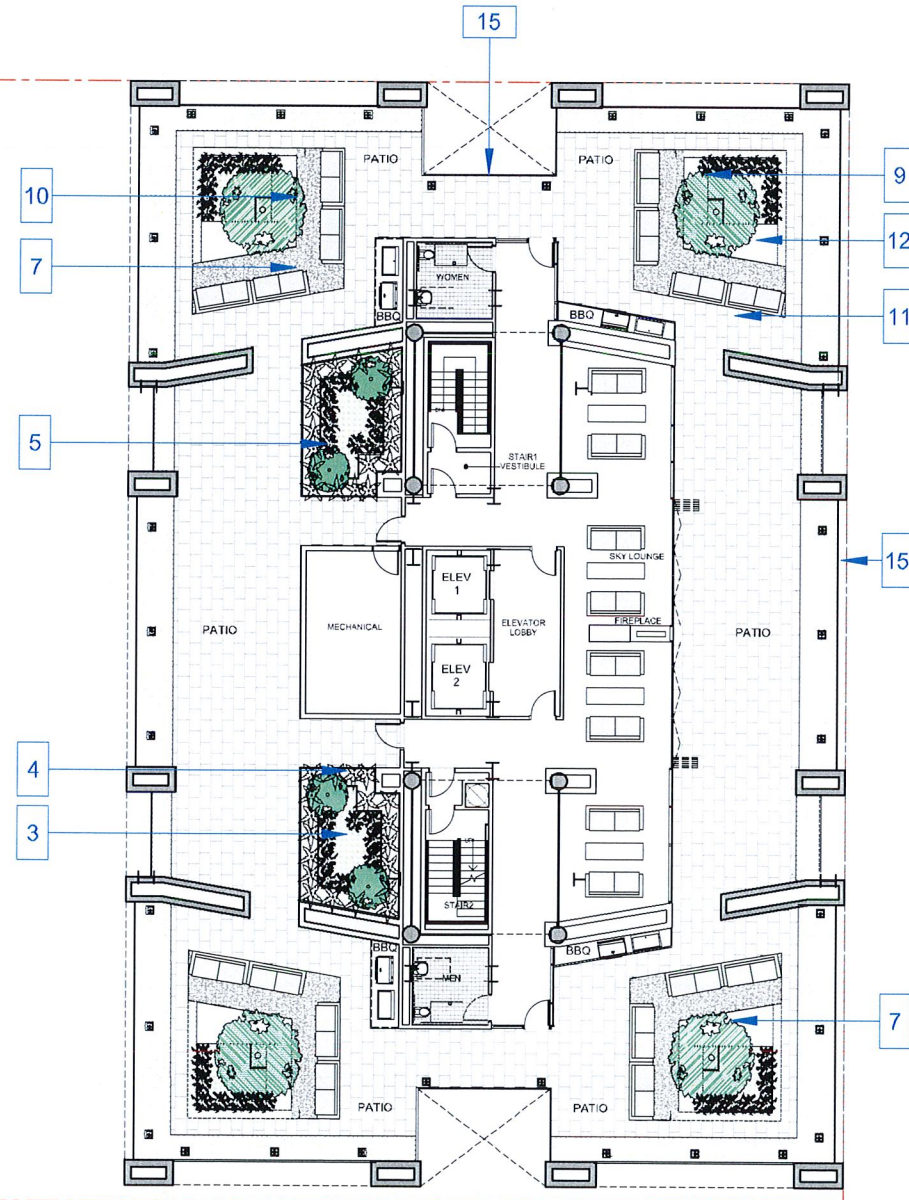 15
PATIO
PATIO
9
10
12
7
WOMEN
11
BBQ
BBQ
5
STAIR1
VESTIBULE
SKY LOUNGE
15
ELEV
1
ELEVATOR
LOBBY
FIREPLACE
MECHANICAL
PATIO
PATIO
ELEV
2
4
3
UP
STAIR2
BBQ
BBQ
MEN
7
PATIO
PATIO